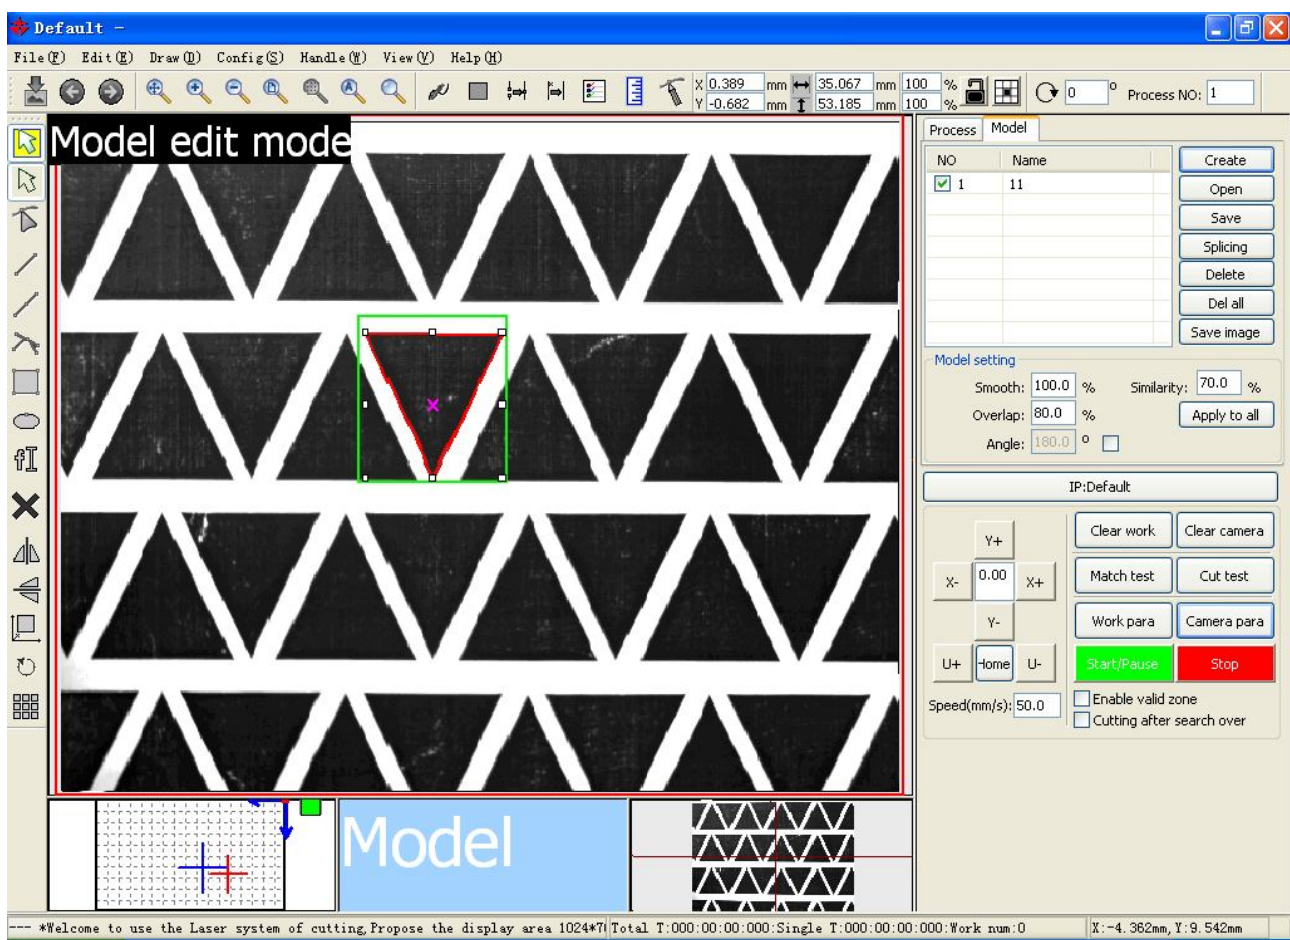 Default -
File(F) Edit(E) Draw(D) Config(S) Handle(W) View(V) Help(H)
X 0.389 mm 35.067 mm 100 %
Y -0.682 mm 53.185 mm 100 %
0 ° Process NO: 1
Model edit mode
Process Model
NO Name
1 11
Create
Open
Save
Splicing
Delete
Del all
Save image
Model setting
Smooth: 100.0 % Similarity: 70.0 %
Overlap: 80.0 % Apply to all
Angle: 180.0 °
IP:Default
Y+
X- 0.00 X+
Y-
U+ Home U-
Speed(mm/s): 50.0
Clear work Clear camera
Match test Cut test
Work para Camera para
Start/Pause Stop
Enable valid zone
Cutting after search over
Model
--- *Welcome to use the Laser system of cutting,Propose the display area 1024*7 Total T:000:00:00:000:Single T:000:00:00:000:Work num:0 X:-4.362mm,Y:9.542mm